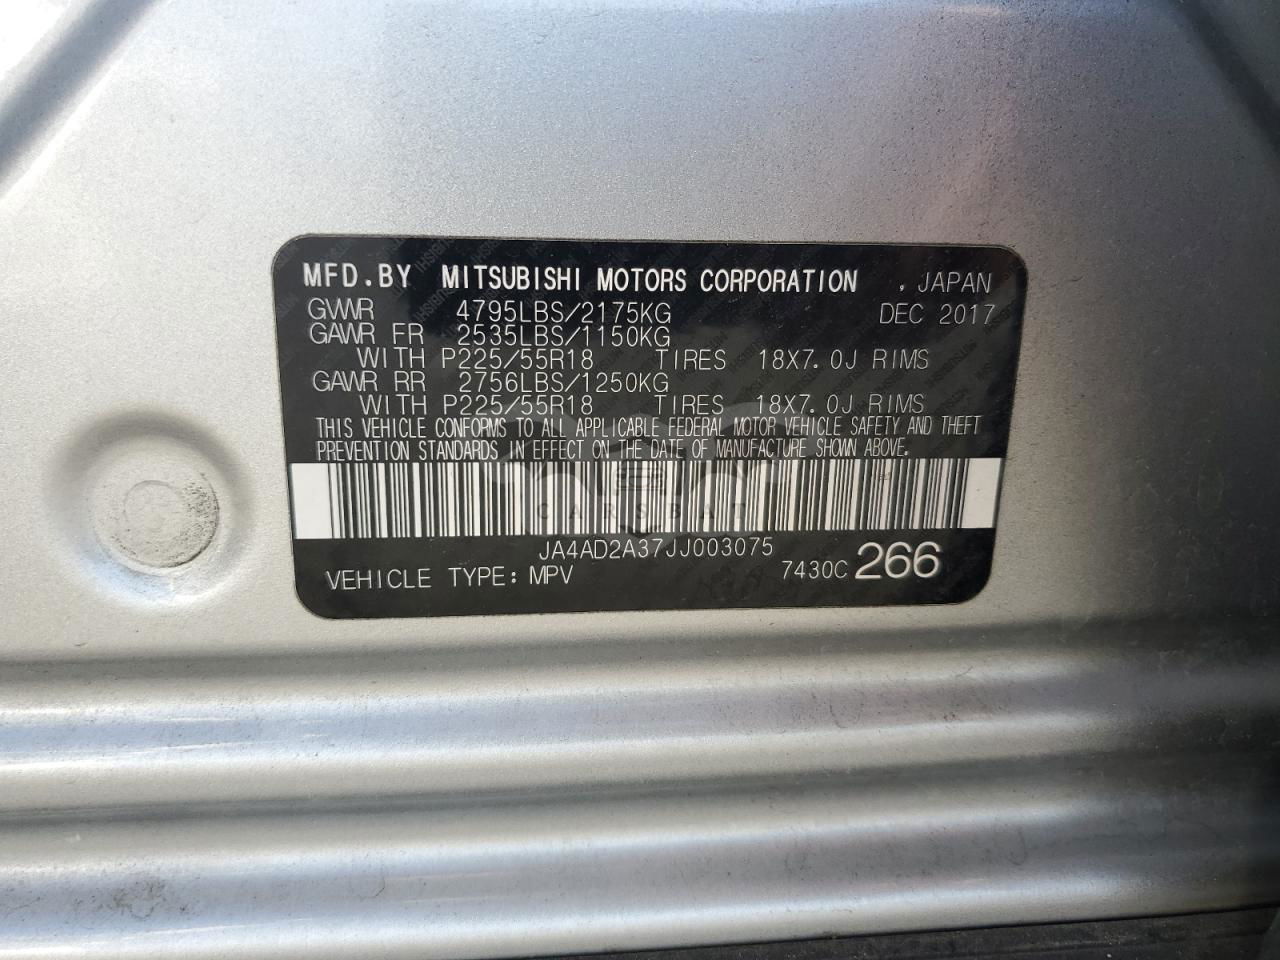 MFD.BY MITSUBISHI MOTORS CORPORATION , JAPAN
GVWR 4795LBS/2175KG DEC 2017
GAWR FR 2535LBS/1150KG
WITH P225/55R18 TIRES 18X7.0J RIMS
GAWR RR 2756LBS/1250KG
WITH P225/55R18 TIRES 18X7.0J RIMS
THIS VEHICLE CONFORMS TO ALL APPLICABLE FEDERAL MOTOR VEHICLE SAFETY AND THEFT
PREVENTION STANDARDS IN EFFECT ON THE DATE OF MANUFACTURE SHOWN ABOVE.
CARSBAT
JA4AD2A37JJ003075
VEHICLE TYPE: MPV 7430C 266